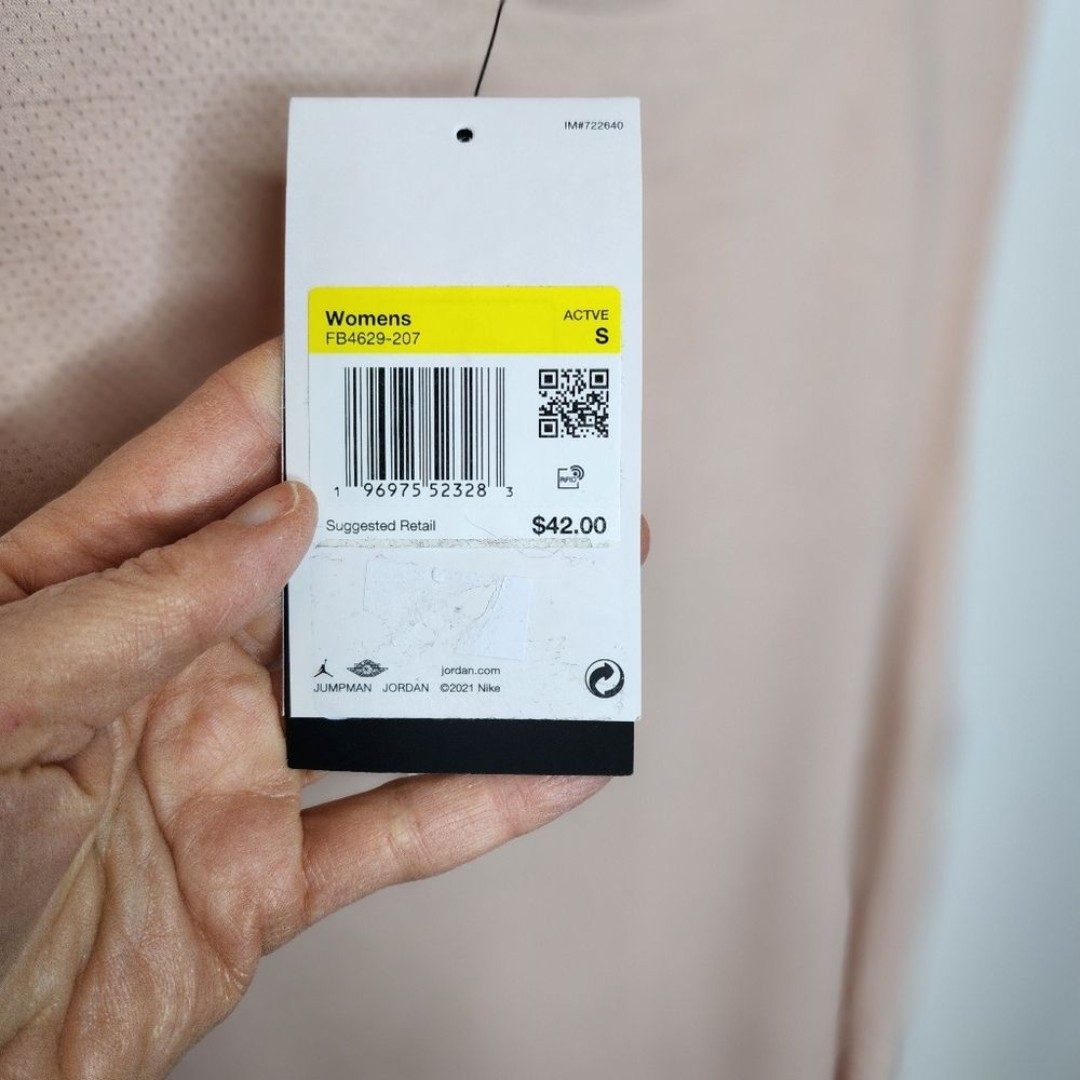 IM#722640
Womens
ACTVE
FB4629-207
S
RFID
1 96975 52328 3
Suggested Retail
$42.00
jordan.com
JUMPMAN JORDAN ©2021 Nike